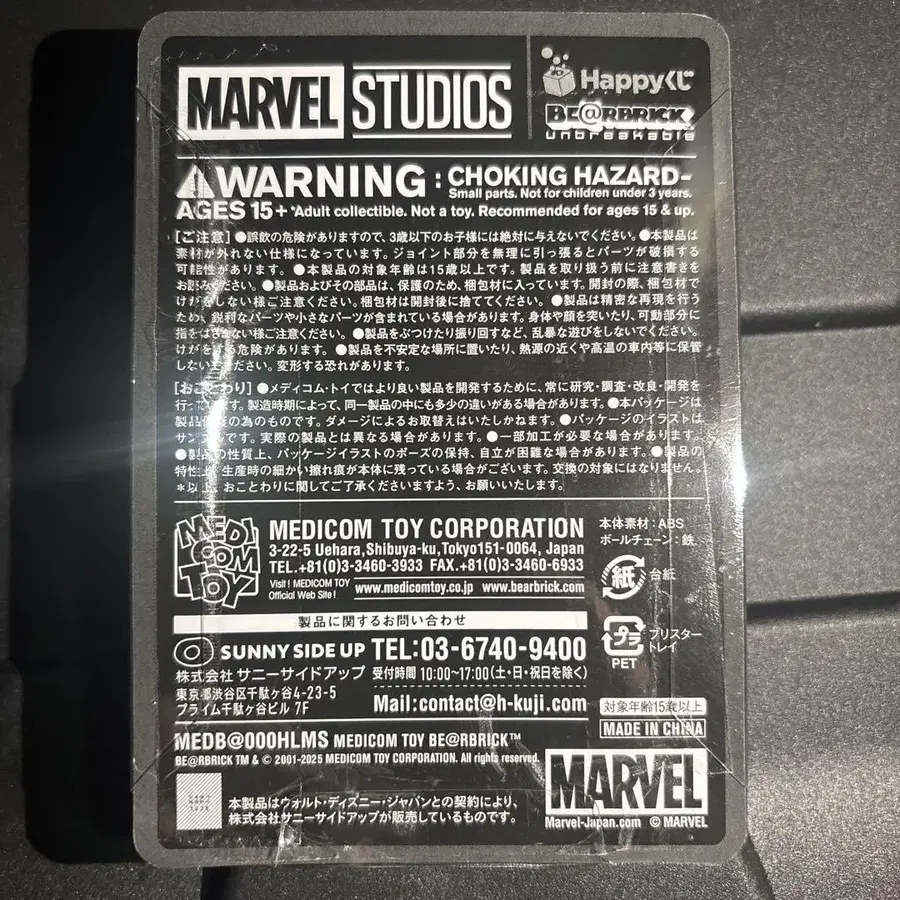 MARVEL STUDIOS
Happyくじ
BE@RBRICK
unbreakable
WARNING : CHOKING HAZARD-
Small parts. Not for children under 3 years.
AGES 15+ *Adult collectible. Not a toy. Recommended for ages 15 & up.
[ご注意] ●誤飲の危険がありますので、3歳以下のお子様には絶対に与えないでください。●本製品は
素材が外れない仕様になっています。ジョイント部分を無理に引っ張るとパーツが破損する
可能性があります。 ●本製品の対象年齢は15歳以上です。製品を取り扱う前に注意書きを
お読みください。●製品およびその部品は、保護のため、梱包材に入っています。開封の際、梱包材で
けがをしない様ご注意ください。梱包材は開封後に捨ててください。 ●製品は精密な再現を行う
ため、鋭利なパーツや小さなパーツが含まれている場合があります。身体や顔を突いたり、可動部分に
指をはさまない様ご注意ください。 ●製品をぶつけたり振り回すなど、乱暴な遊びをしないでください。
けがをする危険があります。 ●製品を不安定な場所に置いたり、熱源の近くや高温の車内等に保管
しないでください。変形する恐れがあります。
[おことわり] ●メディコム・トイではより良い製品を開発するために、常に研究・調査・改良・開発を
行っています。製造時期によって、同一製品の中にも多少の違いがある場合があります。●本パッケージは
製品保護の為のものです。ダメージによるお取替えはいたしかねます。●パッケージのイラストは
サンプルです。実際の製品とは異なる場合があります。 ●一部加工が必要な場合があります。
●製品の性質上、パッケージイラストのポーズの保持、自立が困難な場合があります。●製品の
特性上、生産時の細かい擦れ痕が本体に残っている場合がございます。交換の対象にはなりません。
*以上、おことわりに関してご了承くださいますよう、お願いいたします。
MEDI
COM
TOY
MEDICOM TOY CORPORATION
3-22-5 Uehara,Shibuya-ku,Tokyo151-0064, Japan
TEL.+81(0)3-3460-3933 FAX.+81(0)3-3460-6933
Visit ! MEDICOM TOY
Official Web Site !
www.medicomtoy.co.jp www.bearbrick.com
本体素材:ABS
ボールチェーン:鉄
紙 台紙
プラ ブリスター
トレイ
PET
製品に関するお問い合わせ
SUNNY SIDE UP TEL:03-6740-9400
株式会社 サニーサイドアップ 受付時間 10:00~17:00(土・日・祝日を除く)
東京都渋谷区千駄ヶ谷4-23-5
プライム千駄ヶ谷ビル 7F
Mail:contact@h-kuji.com
対象年齢15歳以上
MADE IN CHINA
MEDB@000HLMS MEDICOM TOY BE@RBRICK™
BE@RBRICK TM & © 2001-2025 MEDICOM TOY CORPORATION. All rights reserved.
本製品はウォルト・ディズニー・ジャパンとの契約により、
株式会社サニーサイドアップが販売しているものです。
MARVEL
Marvel-Japan.com © MARVEL